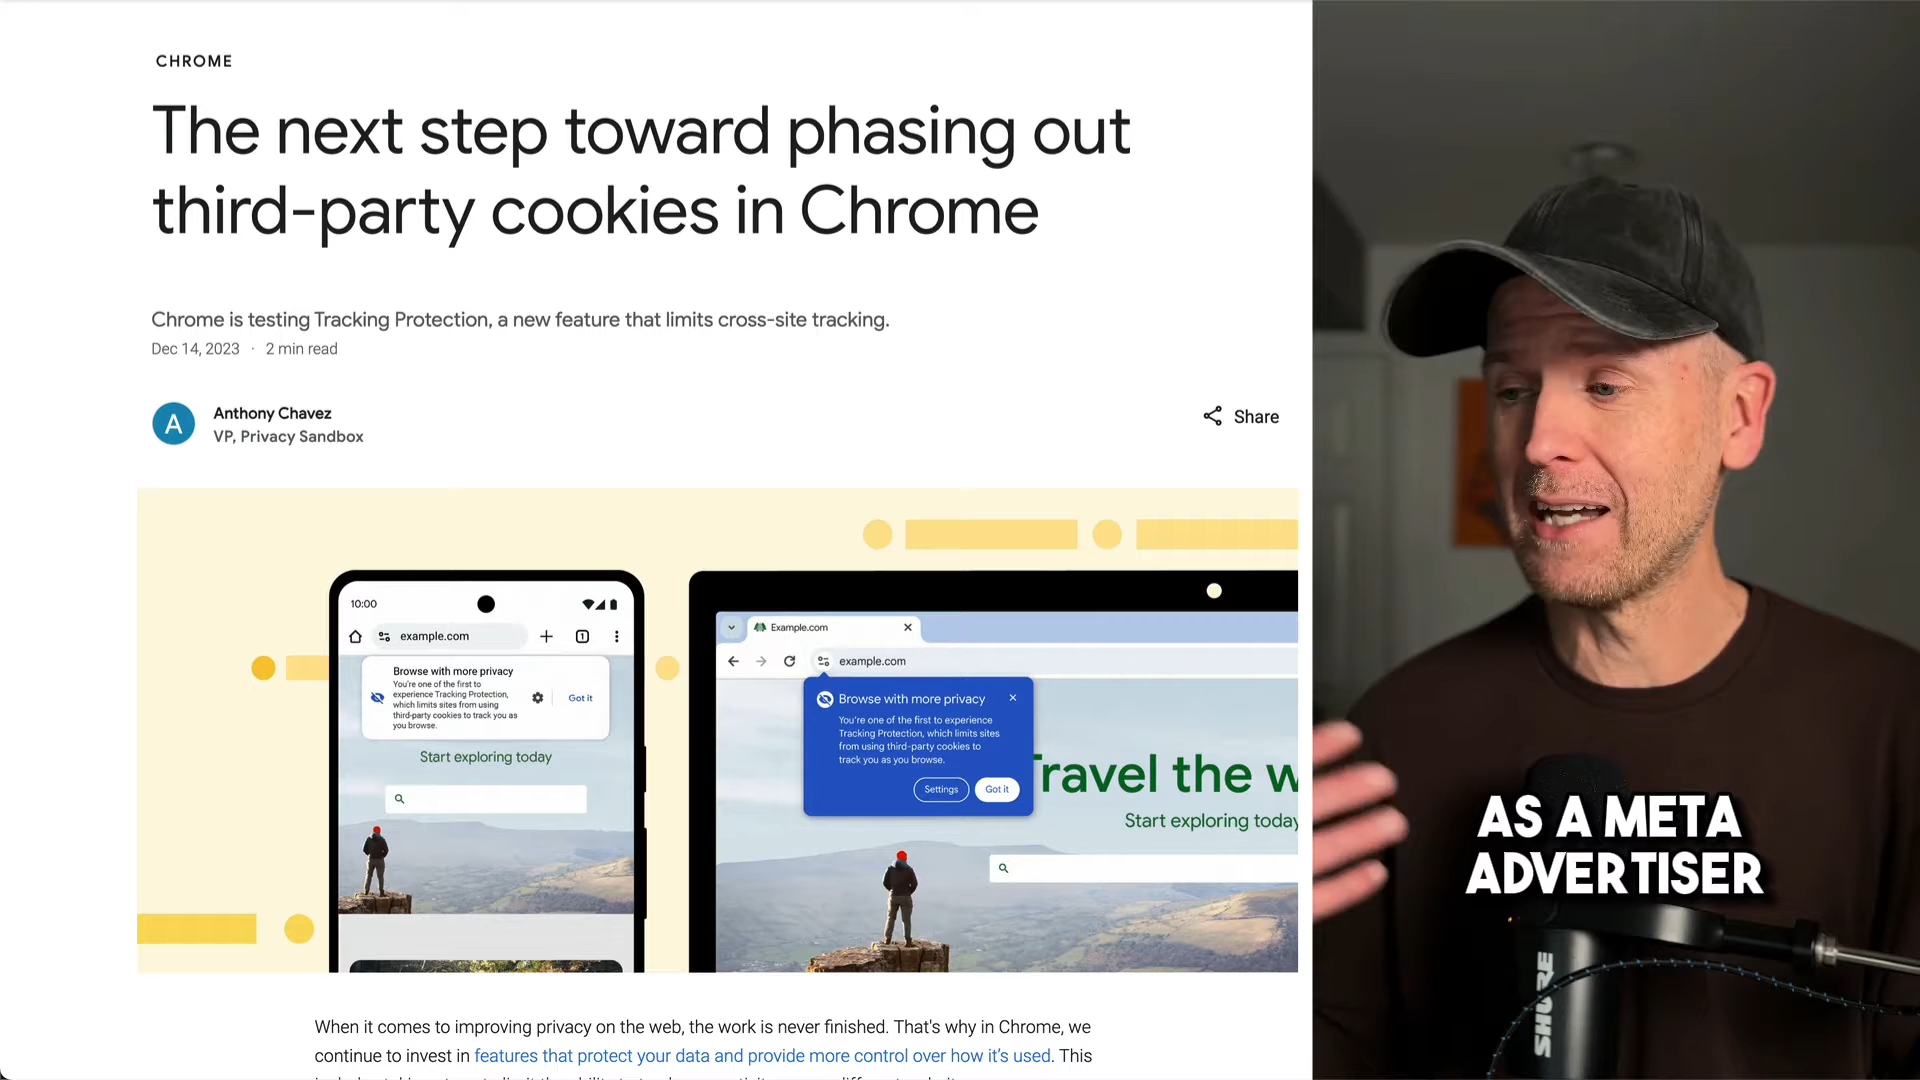 CHROME
The next step toward phasing out
third-party cookies in Chrome
Chrome is testing Tracking Protection, a new feature that limits cross-site tracking.
Dec 14, 2023 · 2 min read
A
Anthony Chavez
VP, Privacy Sandbox
Share
10:00
example.com
1
Browse with more privacy
You're one of the first to
experience Tracking Protection,
which limits sites from using
third-party cookies to track you as
you browse.
Got it
Start exploring today
Example.com
example.com
Browse with more privacy
You're one of the first to experience
Tracking Protection, which limits sites
from using third-party cookies to
track you as you browse.
Settings
Got it
Travel the w
Start exploring today
When it comes to improving privacy on the web, the work is never finished. That's why in Chrome, we
continue to invest in features that protect your data and provide more control over how it's used. This
AS A META
ADVERTISER
SHURE